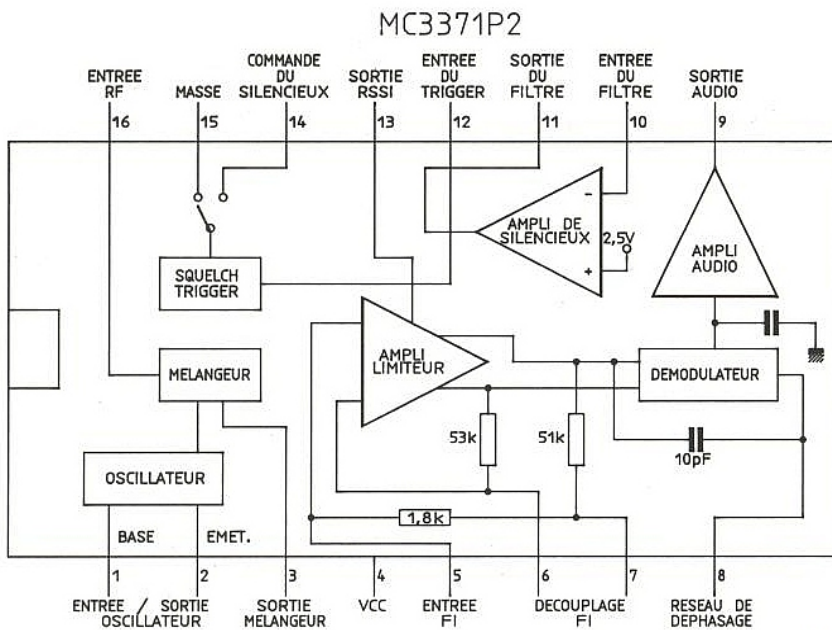 MC3371P2
ENTREE RF
MASSE
COMMANDE DU SILENCIEUX
SORTIE RSSI
ENTREE DU TRIGGER
SORTIE DU FILTRE
ENTREE DU FILTRE
SORTIE AUDIO
16 15 14 13 12 11 10 9
SQUELCH TRIGGER
AMPLI DE SILENCIEUX
-
2,5V
+
AMPLI AUDIO
MELANGEUR
AMPLI LIMITEUR
DEMODULATEUR
53k
51k
10pF
OSCILLATEUR
1,8k
BASE
EMET.
1 2 3 4 5 6 7 8
ENTREE / SORTIE OSCILLATEUR
SORTIE MELANGEUR
VCC
ENTREE FI
DECOUPLAGE FI
RESEAU DE DEPHASAGE